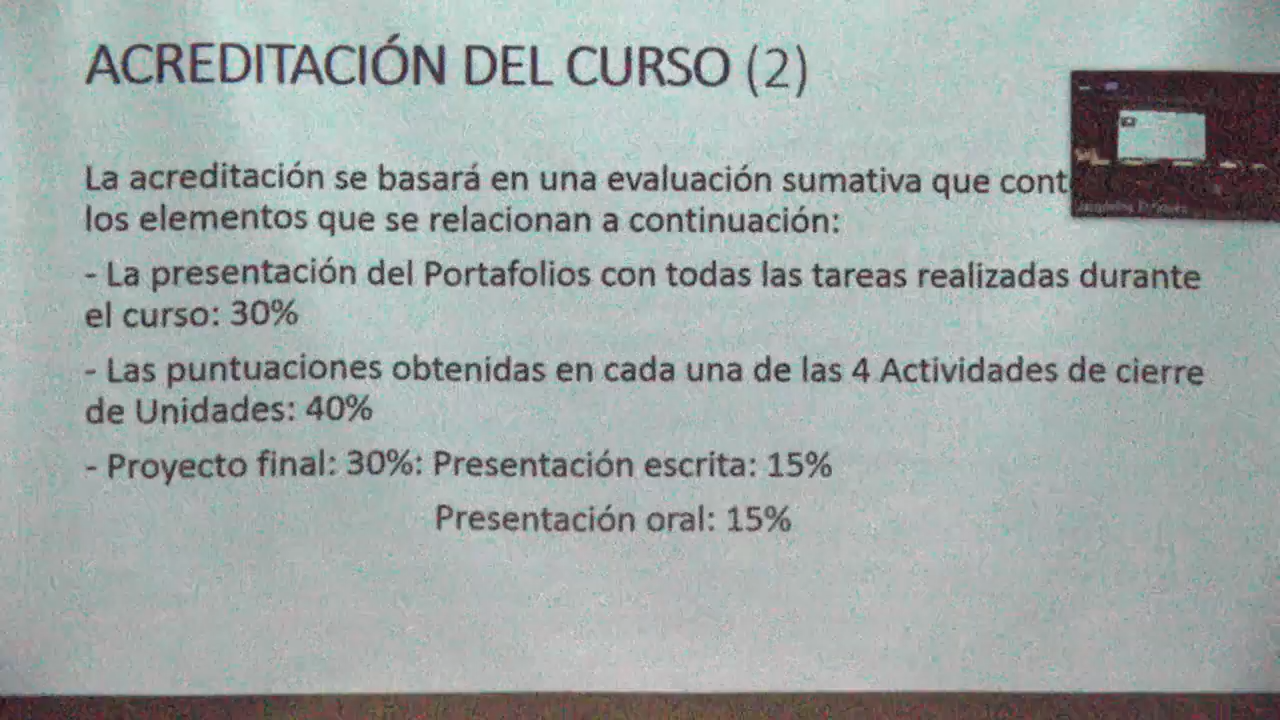 ACREDITACIÓN DEL CURSO (2)
La acreditación se basará en una evaluación sumativa que cont
los elementos que se relacionan a continuación:
- La presentación del Portafolios con todas las tareas realizadas durante
el curso: 30%
- Las puntuaciones obtenidas en cada una de las 4 Actividades de cierre
de Unidades: 40%
- Proyecto final: 30%: Presentación escrita: 15%
Presentación oral: 15%